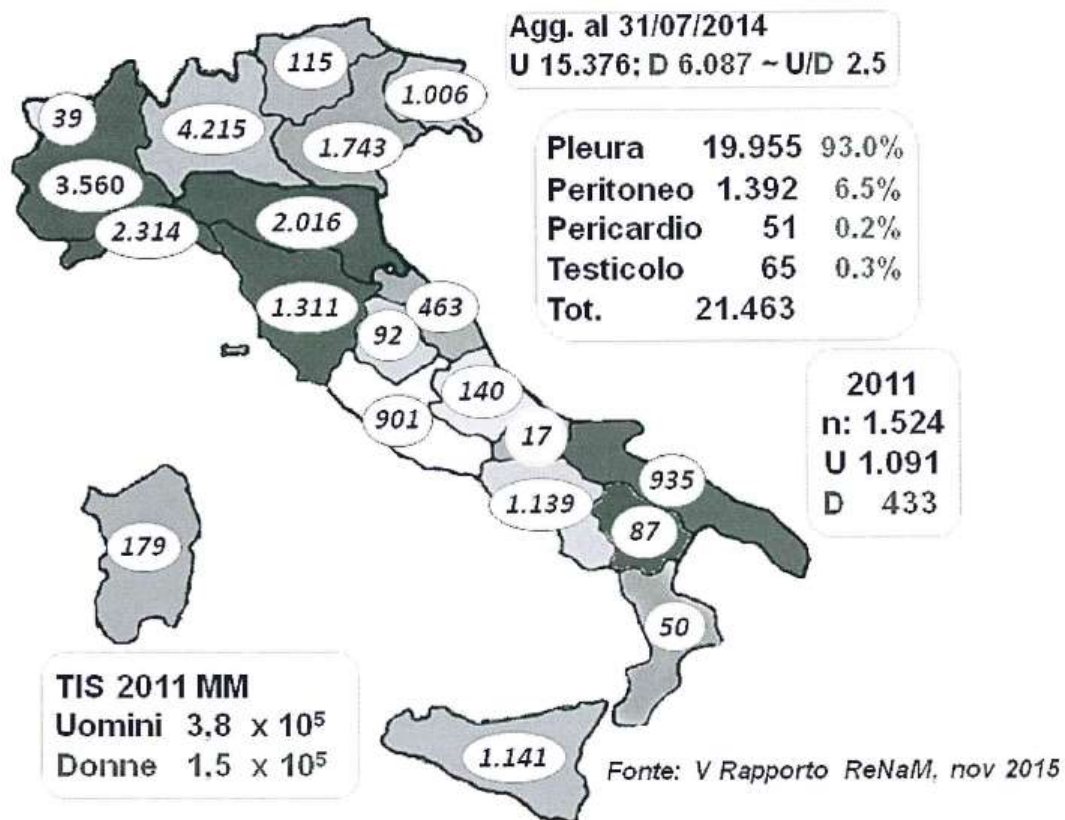 Agg. al 31/07/2014
U 15.376; D 6.087 ~ U/D 2.5
115
1.006
39
4.215
1.743
Pleura 19.955 93.0%
Peritoneo 1.392 6.5%
Pericardio 51 0.2%
Testicolo 65 0.3%
Tot. 21.463
3.560
2.314
2.016
1.311
463
92
140
901
17
2011
n: 1.524
U 1.091
D 433
935
1.139
87
179
50
TIS 2011 MM
Uomini 3,8 x 10⁵
Donne 1.5 x 10⁵
1.141
Fonte: V Rapporto ReNaM, nov 2015